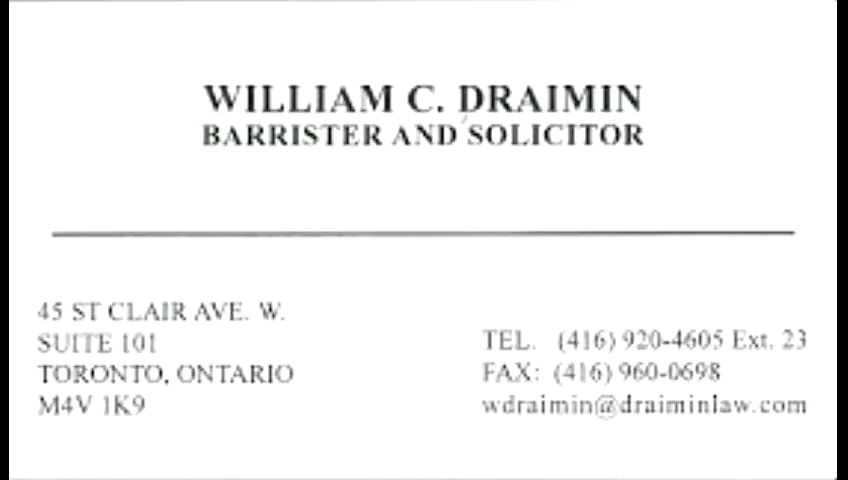 WILLIAM C. DRAIMIN
BARRISTER AND SOLICITOR
45 ST CLAIR AVE. W.
SUITE 101
TORONTO, ONTARIO
M4V 1K9
TEL. (416) 920-4605 Ext. 23
FAX: (416) 960-0698
wdraimin@draiminlaw.com